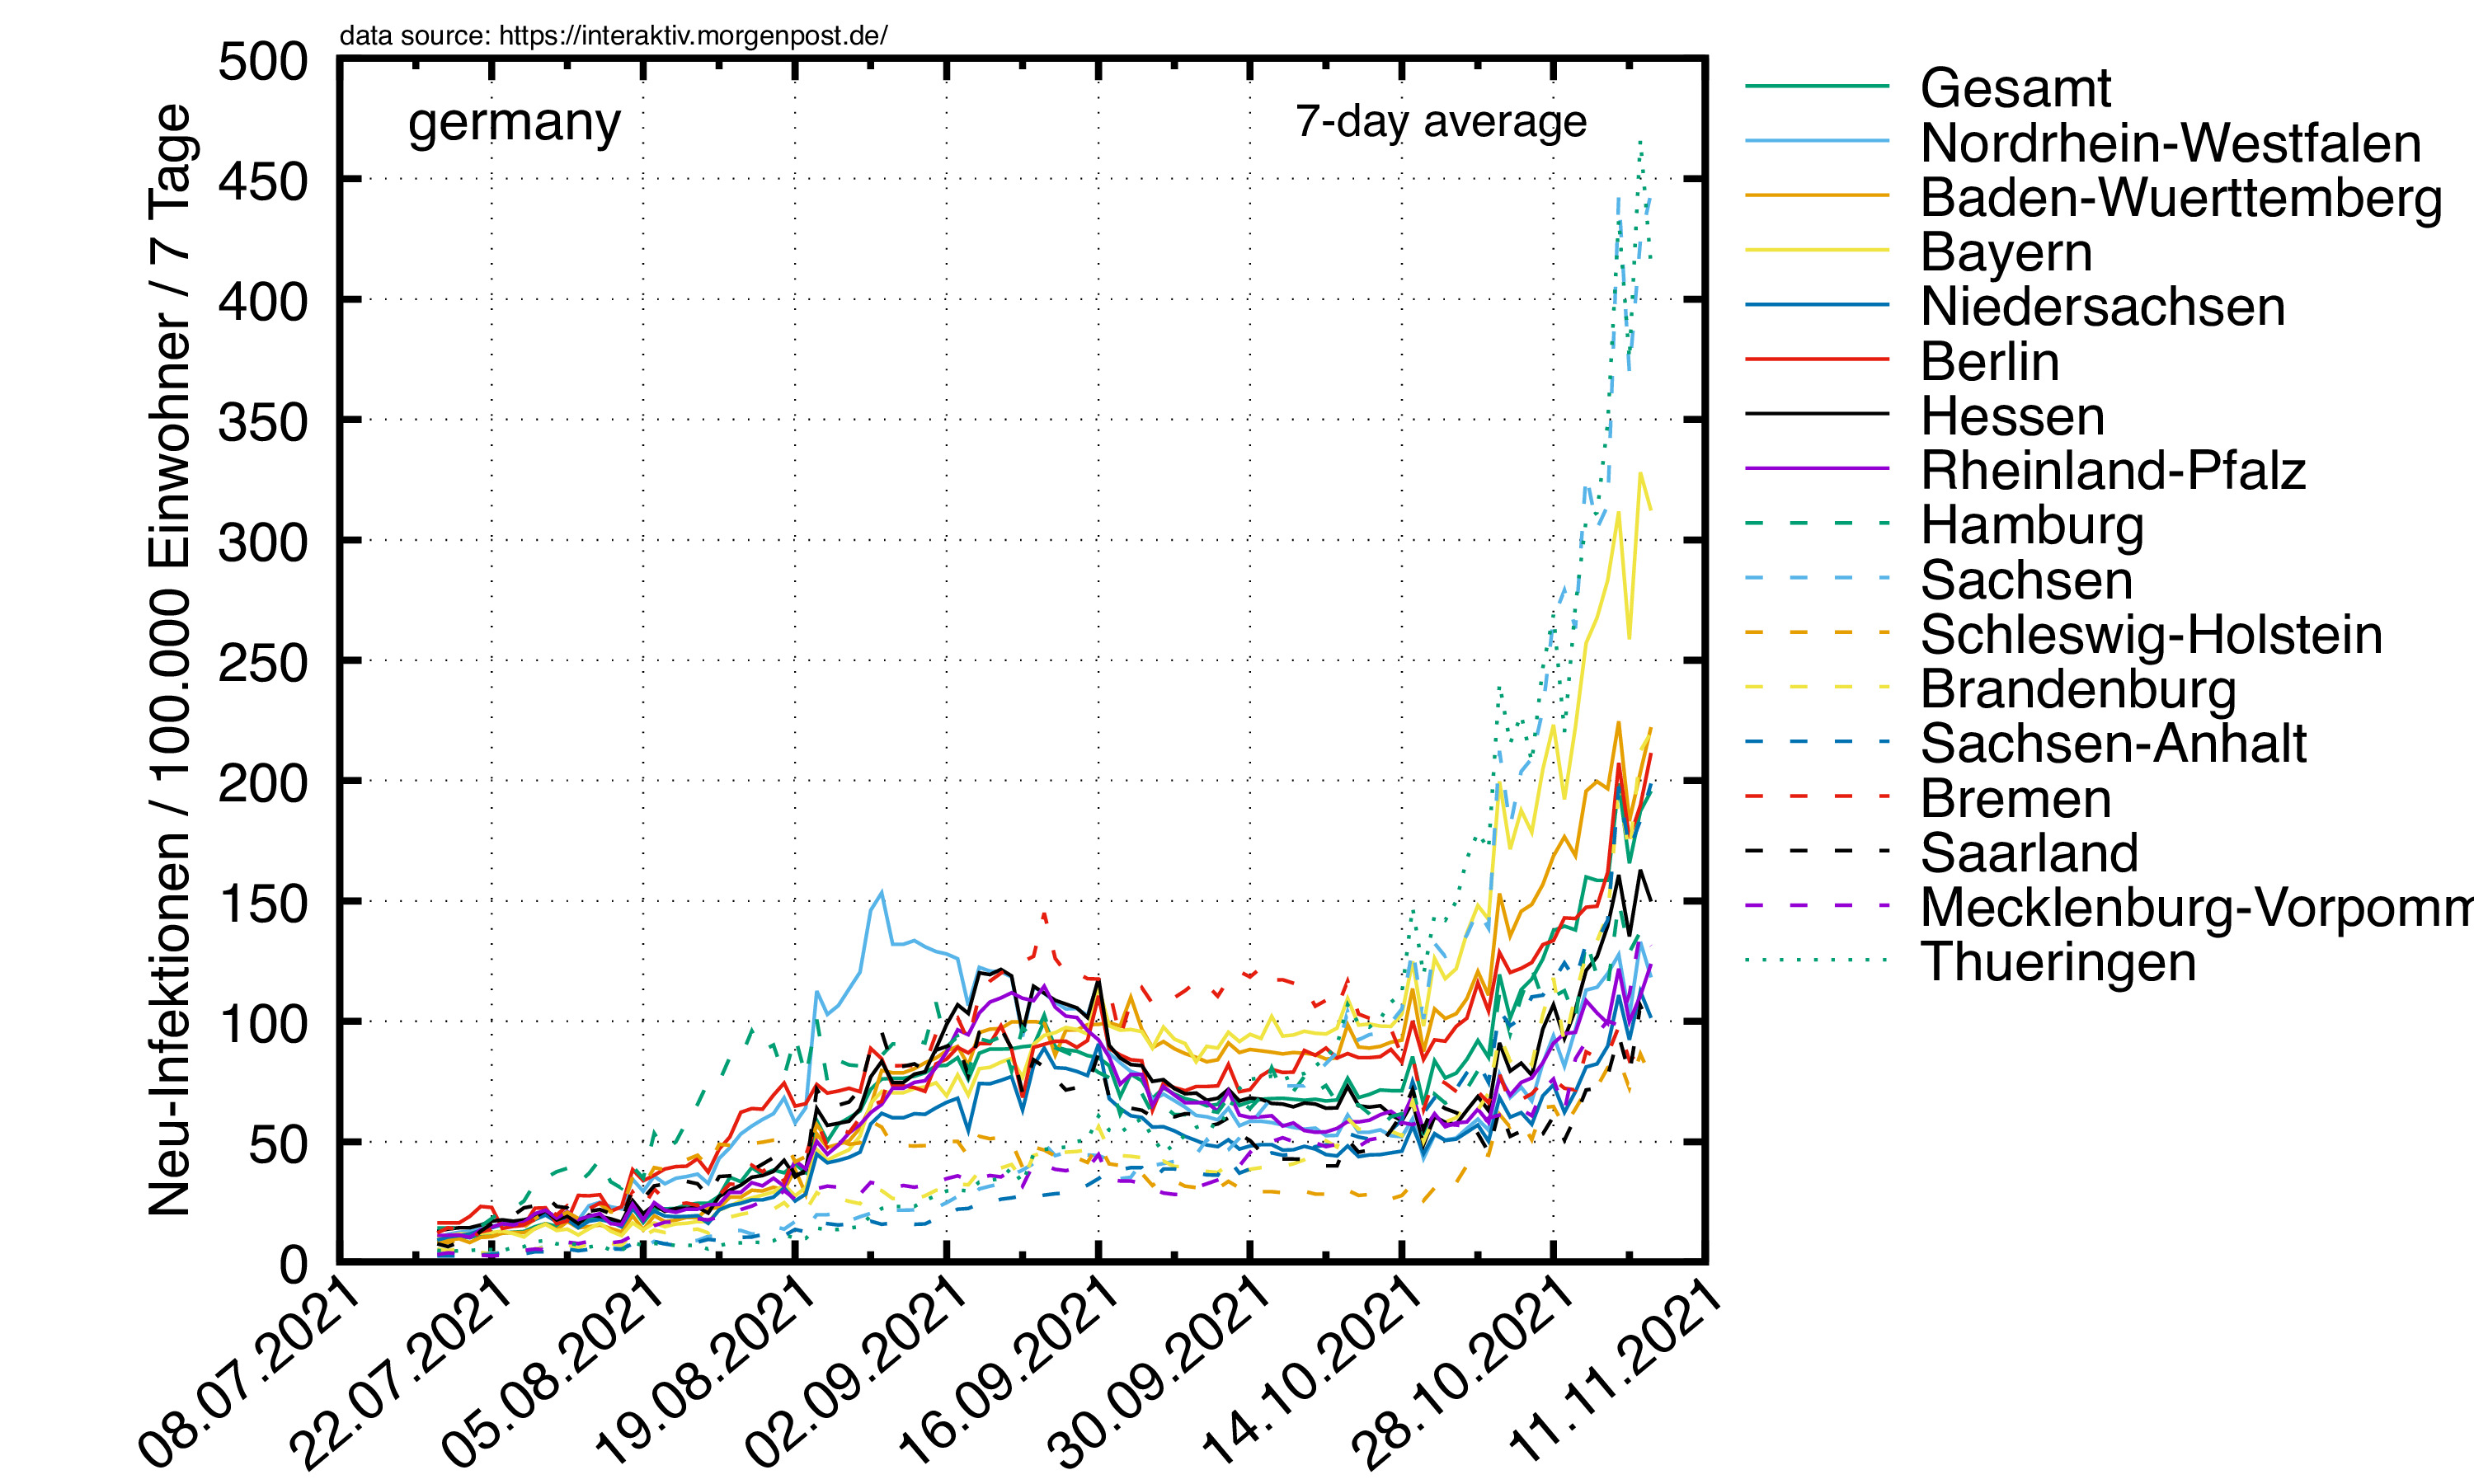 data source: https://interaktiv.morgenpost.de/
germany
7-day average
Neu-Infektionen / 100.000 Einwohner / 7 Tage
500
450
400
350
300
250
200
150
100
50
0
08.07.2021
22.07.2021
05.08.2021
19.08.2021
02.09.2021
16.09.2021
30.09.2021
14.10.2021
28.10.2021
11.11.2021
Gesamt
Nordrhein-Westfalen
Baden-Wuerttemberg
Bayern
Niedersachsen
Berlin
Hessen
Rheinland-Pfalz
Hamburg
Sachsen
Schleswig-Holstein
Brandenburg
Sachsen-Anhalt
Bremen
Saarland
Mecklenburg-Vorpomm
Thueringen